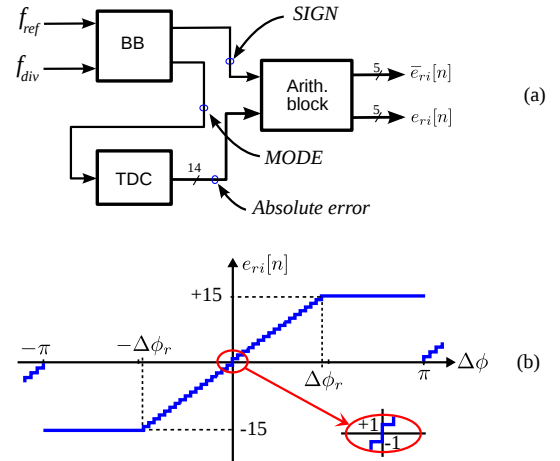 SIGN
f_ref
BB
f_div
Arith.
block
5
e̅_ri[n]
5
e_ri[n]
(a)
MODE
TDC
14
Absolute error
e_ri[n]
+15
−π
−Δϕ_r
Δϕ
(b)
Δϕ_r
π
-15
+1
-1